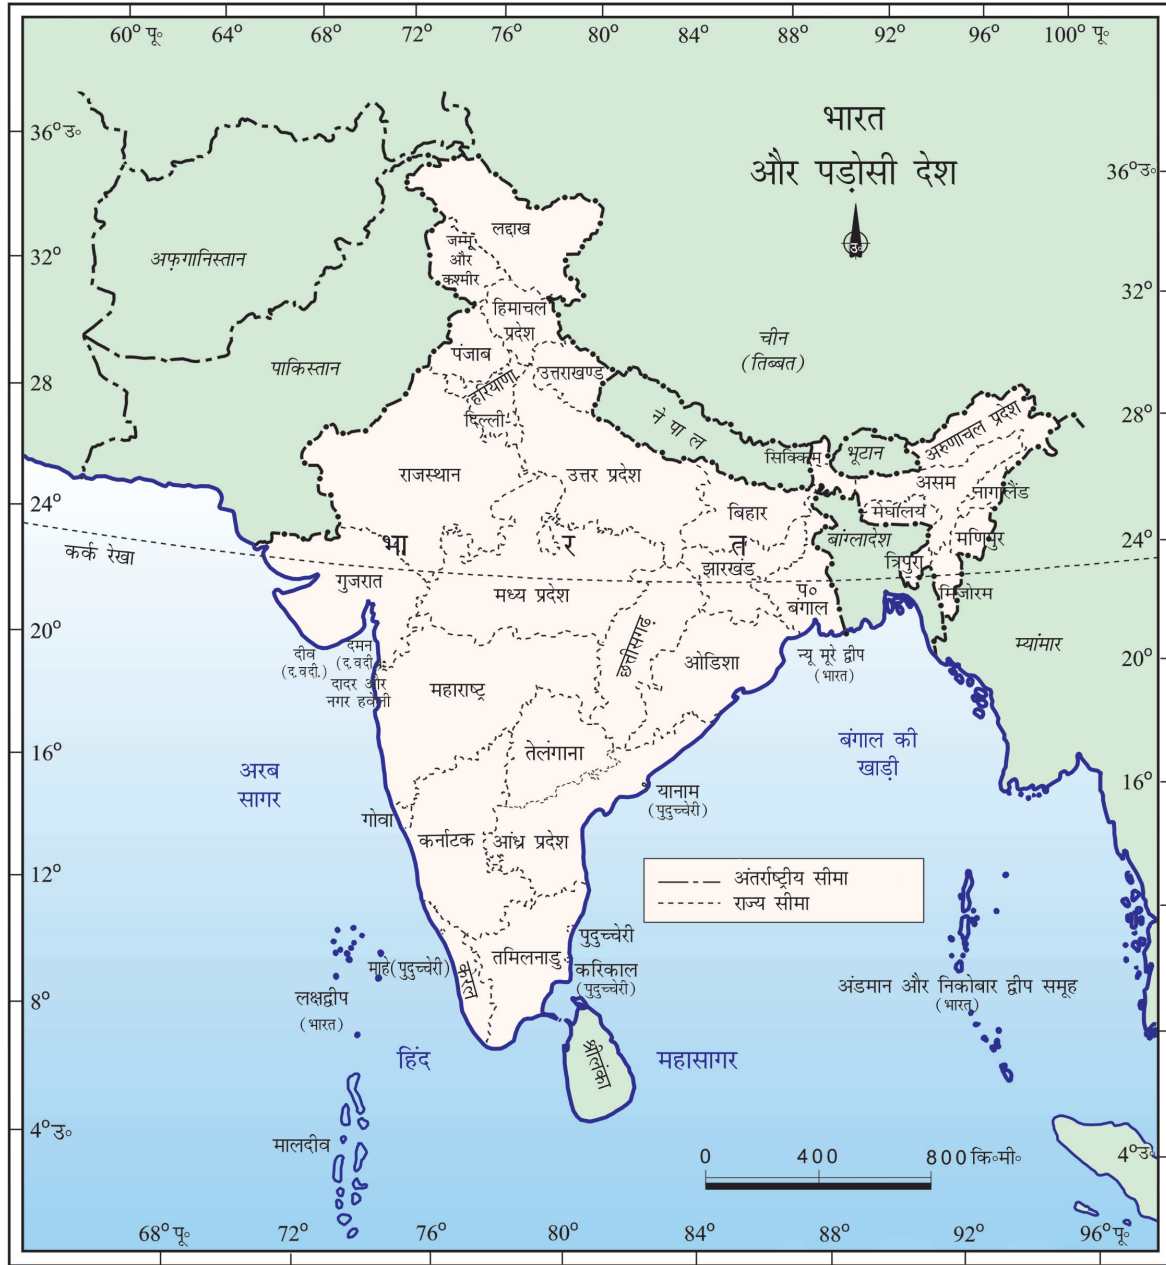 60° पू॰ 64° 68° 72° 76° 80° 84° 88° 92° 96° 100° पू॰
भारत
और पड़ोसी देश
उ॰
36° उ॰
36° उ॰
32°
32°
28
28°
24°
24°
20°
20°
16°
16°
12°
12°
8°
8°
4° उ॰
4° उ॰
अफ़गानिस्तान
पाकिस्तान
चीन
(तिब्बत)
नेपाल
भूटान
बांग्लादेश
म्यांमार
श्रीलंका
मालदीव
लद्दाख
जम्मू
और
कश्मीर
हिमाचल
प्रदेश
पंजाब
उत्तराखण्ड
हरियाणा
दिल्ली
राजस्थान
उत्तर प्रदेश
सिक्किम
अरुणाचल प्रदेश
असम
नागालैंड
मेघालय
मणिपुर
त्रिपुरा
मिजोरम
बिहार
झारखंड
प॰
बंगाल
भा र त
कर्क रेखा
गुजरात
मध्य प्रदेश
छत्तीसगढ़
ओडिशा
न्यू मूरे द्वीप
(भारत)
दीव
(द.वदी.)
दमन
(द.वदी.)
दादर और
नगर हवेली
महाराष्ट्र
तेलंगाना
यानाम
(पुदुच्चेरी)
गोवा
कर्नाटक
आंध्र प्रदेश
तमिलनाडु
केरल
पुदुच्चेरी
करिकाल
(पुदुच्चेरी)
माहे(पुदुच्चेरी)
लक्षद्वीप
(भारत)
अंडमान और निकोबार द्वीप समूह
(भारत)
अरब
सागर
बंगाल की
खाड़ी
हिंद महासागर
अंतर्राष्ट्रीय सीमा
राज्य सीमा
0 400 800 कि॰मी॰
68° पू॰ 72° 76° 80° 84° 88° 92° 96° पू॰